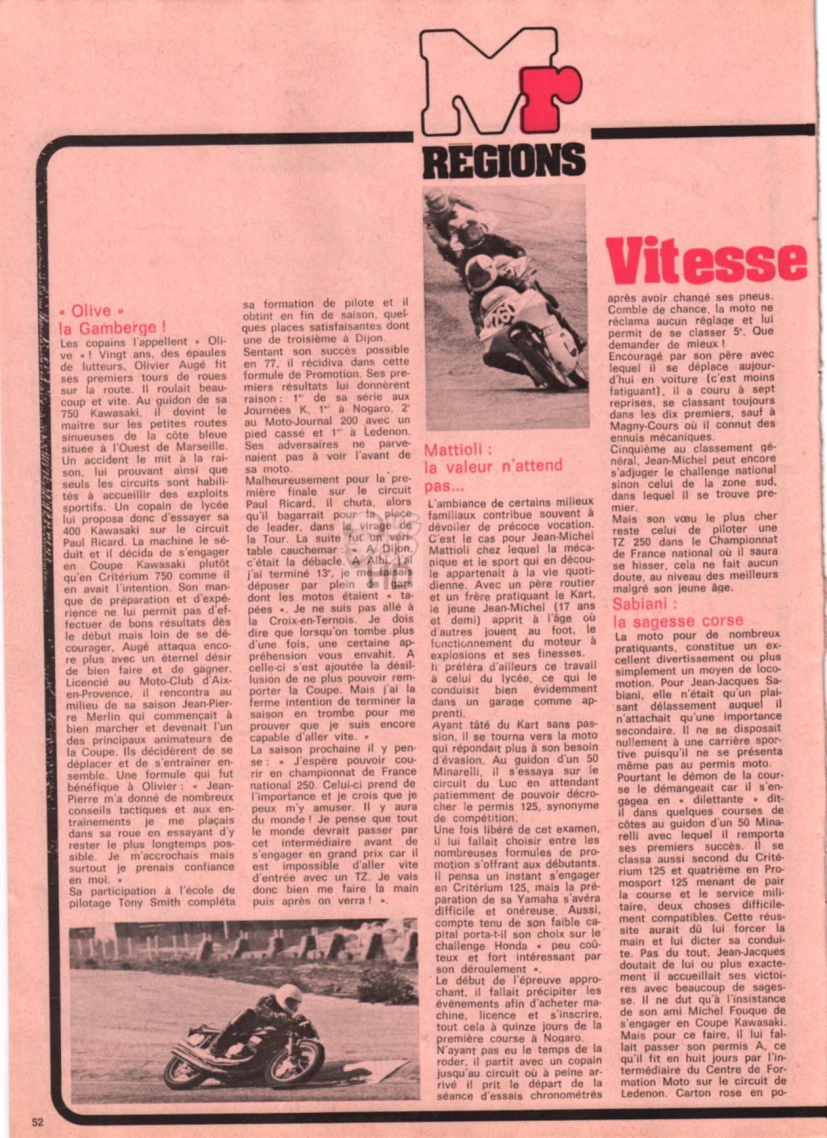 Mr
RÉGIONS
Vitesse
« Olive »
la Gamberge !
Les copains l'appellent « Oli-
ve » ! Vingt ans, des épaules
de lutteurs, Olivier Augé fit
ses premiers tours de roues
sur la route. Il roulait beau-
coup et vite. Au guidon de sa
750 Kawasaki, il devint le
maitre sur les petites routes
sinueuses de la côte bleue
située à l'Ouest de Marseille.
Un accident le mit à la rai-
son, lui prouvant ainsi que
seuls les circuits sont habili-
tés à accueillir des exploits
sportifs. Un copain de lycée
lui proposa donc d'essayer sa
400 Kawasaki sur le circuit
Paul Ricard. La machine le sé-
duit et il décida de s'engager
en Coupe Kawasaki plutôt
qu'en Critérium 750 comme il
en avait l'intention. Son man-
que de préparation et d'expé-
rience ne lui permit pas d'ef-
fectuer de bons résultats dès
le début mais loin de se dé-
courager, Augé attaqua enco-
re plus avec un éternel désir
de bien faire et de gagner.
Licencié au Moto-Club d'Aix-
en-Provence, il rencontra au
milieu de sa saison Jean-Pier-
re Merlin qui commençait à
bien marcher et devenait l'un
des principaux animateurs de
la Coupe. Ils décidèrent de se
déplacer et de s'entrainer en-
semble. Une formule qui fut
bénéfique à Olivier : « Jean-
Pierre m'a donné de nombreux
conseils tactiques et aux en-
trainements je me plaçais
dans sa roue en essayant d'y
rester le plus longtemps pos-
sible. Je m'accrochais mais
surtout je prenais confiance
en moi. »
Sa participation à l'école de
pilotage Tony Smith compléta
sa formation de pilote et il
obtint en fin de saison, quel-
ques places satisfaisantes dont
une de troisième à Dijon.
Sentant son succès possible
en 77, il récidiva dans cette
formule de Promotion. Ses pre-
miers résultats lui donnèrent
raison : 1er de sa série aux
Journées K, 1er à Nogaro, 2e
au Moto-Journal 200 avec un
pied cassé et 1er à Ledenon.
Ses adversaires ne parve-
naient pas à voir l'avant de
sa moto.
Malheureusement pour la pre-
mière finale sur le circuit
Paul Ricard, il chuta, alors
qu'il bagarrait pour la place
de leader, dans le virage de
la Tour. La suite fut un véri-
table cauchemar : « A Dijon,
c'était la débâcle. A Albi, là
j'ai terminé 13e, je me faisais
déposer par plein de gars
dont les motos étaient « ta-
pées ». Je ne suis pas allé à
la Croix-en-Ternois. Je dois
dire que lorsqu'on tombe plus
d'une fois, une certaine ap-
préhension vous envahit. A
celle-ci s'est ajoutée la désil-
lusion de ne plus pouvoir rem-
porter la Coupe. Mais j'ai la
ferme intention de terminer la
saison en trombe pour me
prouver que je suis encore
capable d'aller vite. »
La saison prochaine il y pen-
se : « J'espère pouvoir cou-
rir en championnat de France
national 250. Celui-ci prend de
l'importance et je crois que je
peux m'y amuser. Il y aura
du monde ! Je pense que tout
le monde devrait passer par
cet intermédiaire avant de
s'engager en grand prix car il
est impossible d'aller vite
d'entrée avec un TZ. Je vais
donc bien me faire la main
puis après on verra ! ».
Mattioli :
la valeur n'attend
pas...
L'ambiance de certains milieux
familiaux contribue souvent à
dévoiler de précoce vocation.
C'est le cas pour Jean-Michel
Mattioli chez lequel la méca-
nique et le sport qui en décou-
le appartenait à la vie quoti-
dienne. Avec un père routier
et un frère pratiquant le Kart,
le jeune Jean-Michel (17 ans
et demi) apprit à l'âge où
d'autres jouent au foot, le
fonctionnement du moteur à
explosions et ses finesses.
Il préféra d'ailleurs ce travail
à celui du lycée, ce qui le
conduisit bien évidemment
dans un garage comme ap-
prenti.
Ayant tâté du Kart sans pas-
sion, il se tourna vers la moto
qui répondait plus à son besoin
d'évasion. Au guidon d'un 50
Minarelli, il s'essaya sur le
circuit du Luc en attendant
patiemment de pouvoir décro-
cher le permis 125, synonyme
de compétition.
Une fois libéré de cet examen,
il lui fallait choisir entre les
nombreuses formules de pro-
motion s'offrant aux débutants.
Il pensa un instant s'engager
en Critérium 125, mais la pré-
paration de sa Yamaha s'avéra
difficile et onéreuse. Aussi,
compte tenu de son faible ca-
pital porta-t-il son choix sur le
challenge Honda « peu coû-
teux et fort intéressant par
son déroulement ».
Le début de l'épreuve appro-
chant, il fallait précipiter les
événements afin d'acheter ma-
chine, licence et s'inscrire,
tout cela à quinze jours de la
première course à Nogaro.
N'ayant pas eu le temps de la
roder, il partit avec un copain
jusqu'au circuit où à peine ar-
rivé il prit le départ de la
séance d'essais chronométrés
après avoir changé ses pneus.
Comble de chance, la moto ne
réclama aucun réglage et lui
permit de se classer 5e. Que
demander de mieux !
Encouragé par son père avec
lequel il se déplace aujour-
d'hui en voiture (c'est moins
fatiguant), il a couru à sept
reprises, se classant toujours
dans les dix premiers, sauf à
Magny-Cours où il connut des
ennuis mécaniques.
Cinquième au classement gé-
néral, Jean-Michel peut encore
s'adjuger le challenge national
sinon celui de la zone sud,
dans lequel il se trouve pre-
mier.
Mais son vœu le plus cher
reste celui de piloter une
TZ 250 dans le Championnat
de France national où il saura
se hisser, cela ne fait aucun
doute, au niveau des meilleurs
malgré son jeune âge.
Sabiani :
la sagesse corse
La moto pour de nombreux
pratiquants, constitue un ex-
cellent divertissement ou plus
simplement un moyen de loco-
motion. Pour Jean-Jacques Sa-
biani, elle n'était qu'un plai-
sant délassement auquel il
n'attachait qu'une importance
secondaire. Il ne se disposait
nullement à une carrière spor-
tive puisqu'il ne se présenta
même pas au permis moto.
Pourtant le démon de la cour-
se le démangeait car il s'en-
gagea en « dilettante » dit-
il dans quelques courses de
côtes au guidon d'un 50 Mina-
relli avec lequel il remporta
ses premiers succès. Il se
classa aussi second du Crité-
rium 125 et quatrième en Pro-
mosport 125 menant de pair
la course et le service mili-
taire, deux choses difficile-
ment compatibles. Cette réus-
site aurait dû lui forcer la
main et lui dicter sa condui-
te. Pas du tout, Jean-Jacques
doutait de lui ou plus exacte-
ment il accueillait ses victoi-
res avec beaucoup de sages-
se. Il ne dut qu'à l'insistance
de son ami Michel Fouque de
s'engager en Coupe Kawasaki.
Mais pour ce faire, il lui fal-
lait passer son permis A, ce
qu'il fit en huit jours par l'in-
termédiaire du Centre de For-
mation Moto sur le circuit de
Ledenon. Carton rose en po-
52